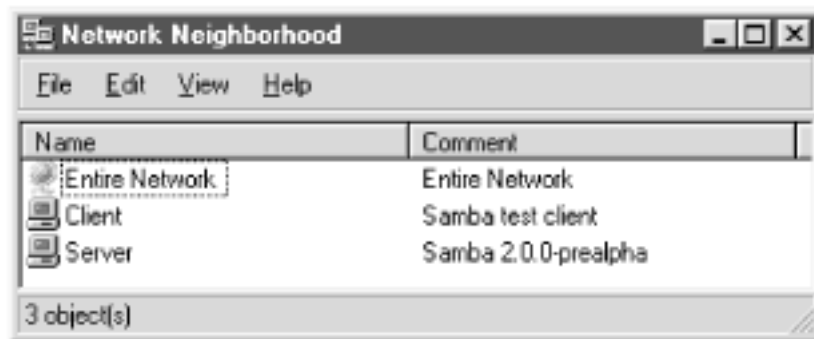 Network Neighborhood
File Edit View Help
Name Comment
Entire Network Entire Network
Client Samba test client
Server Samba 2.0.0-prealpha
3 object(s)